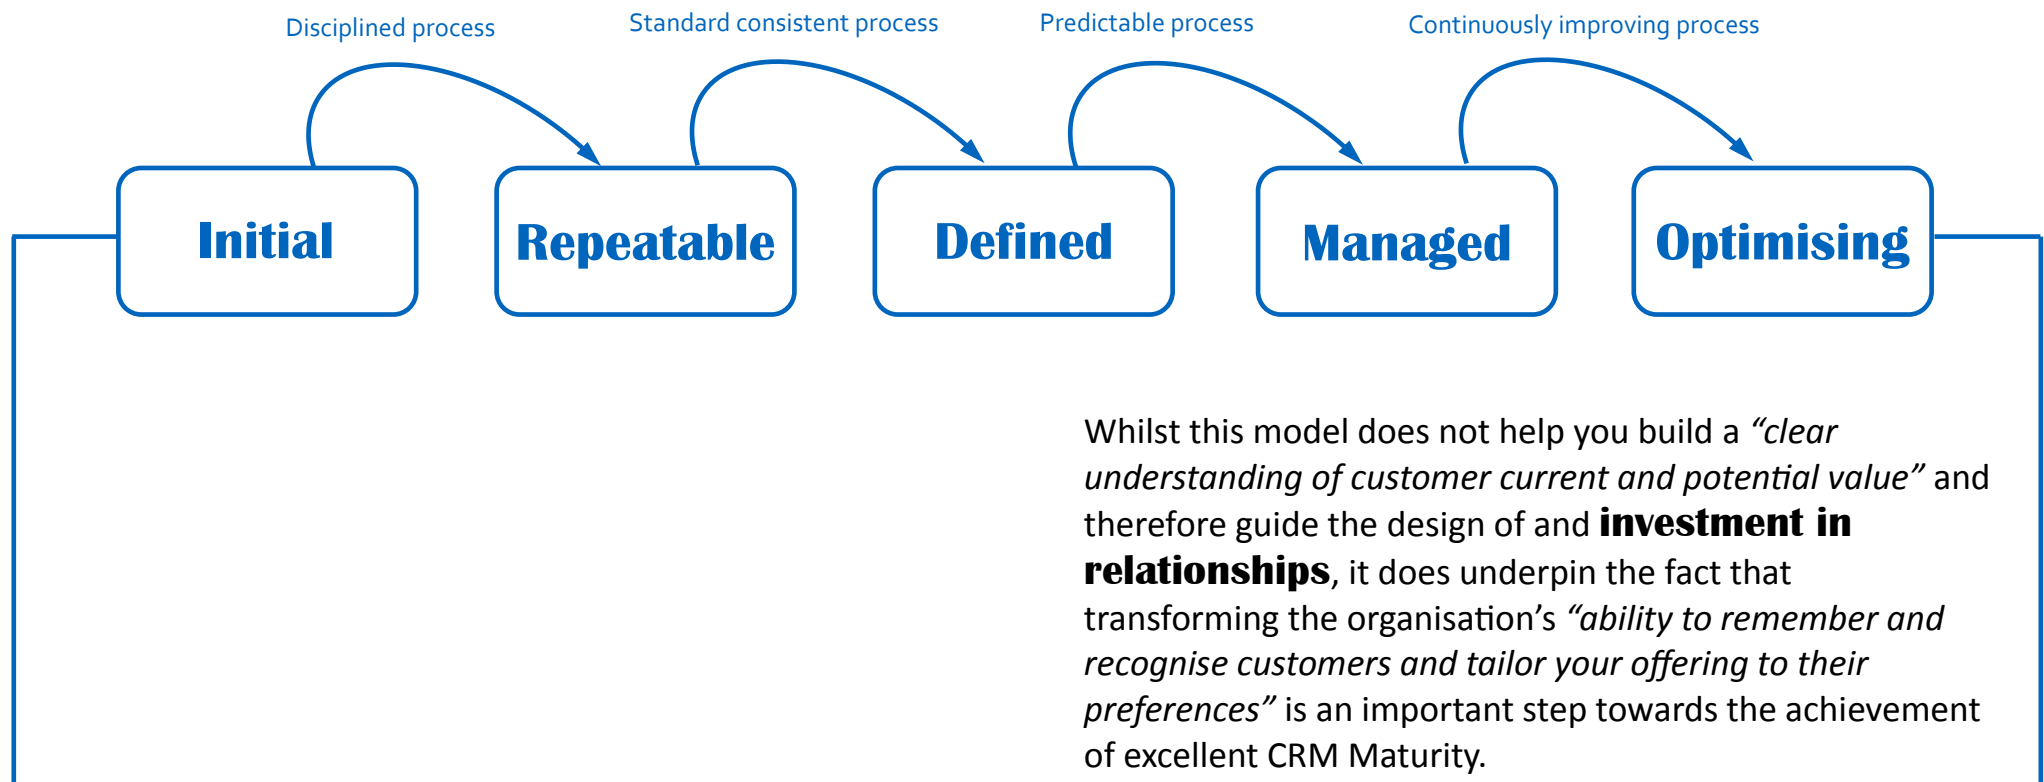 Disciplined process
Standard consistent process
Predictable process
Continuously improving process
Initial
Repeatable
Defined
Managed
Optimising
Whilst this model does not help you build a “clear
understanding of customer current and potential value” and
therefore guide the design of and investment in
relationships, it does underpin the fact that
transforming the organisation’s “ability to remember and
recognise customers and tailor your offering to their
preferences” is an important step towards the achievement
of excellent CRM Maturity.